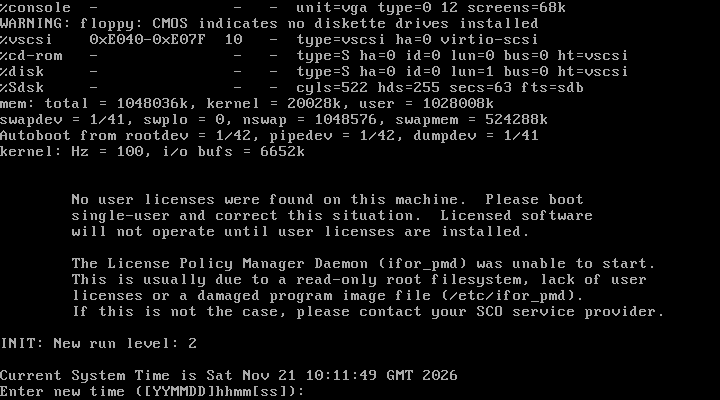 %console  -                -   -  unit=vga type=0 12 screens=68k
WARNING: floppy: CMOS indicates no diskette drives installed
%vscsi    0xE040-0xE07F  10   -  type=vscsi ha=0 virtio-scsi
%cd-rom   -                -   -  type=S ha=0 id=0 lun=0 bus=0 ht=vscsi
%disk     -                -   -  type=S ha=0 id=0 lun=1 bus=0 ht=vscsi
%Sdsk     -                -   -  cyls=522 hds=255 secs=63 fts=sdb
mem: total = 1048036k, kernel = 20028k, user = 1028008k
swapdev = 1/41, swplo = 0, nswap = 1048576, swapmem = 524288k
Autoboot from rootdev = 1/42, pipedev = 1/42, dumpdev = 1/41
kernel: Hz = 100, i/o bufs = 6652k
No user licenses were found on this machine.  Please boot
single-user and correct this situation.  Licensed software
will not operate until user licenses are installed.
The License Policy Manager Daemon (ifor_pmd) was unable to start.
This is usually due to a read-only root filesystem, lack of user
licenses or a damaged program image file (/etc/ifor_pmd).
If this is not the case, please contact your SCO service provider.
INIT: New run level: 2
Current System Time is Sat Nov 21 10:11:49 GMT 2026
Enter new time ([YYMMDD]hhmm[ss]):